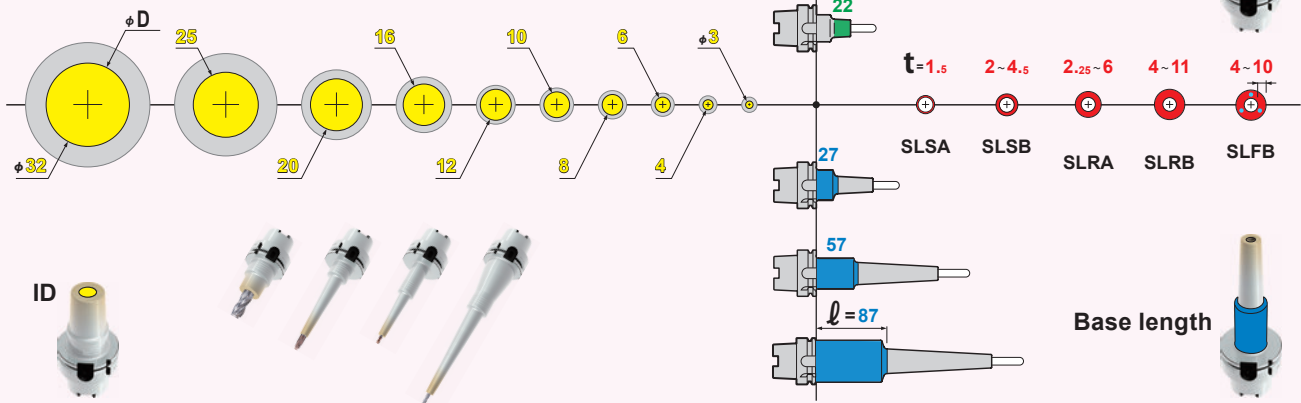 22
φD
25
16
10
6
φ3
t=1.5
2~4.5
2.25~6
4~11
4~10
SLSA
SLSB
SLRA
SLRB
SLFB
φ32
20
12
8
4
27
57
ℓ=87
ID
Base length